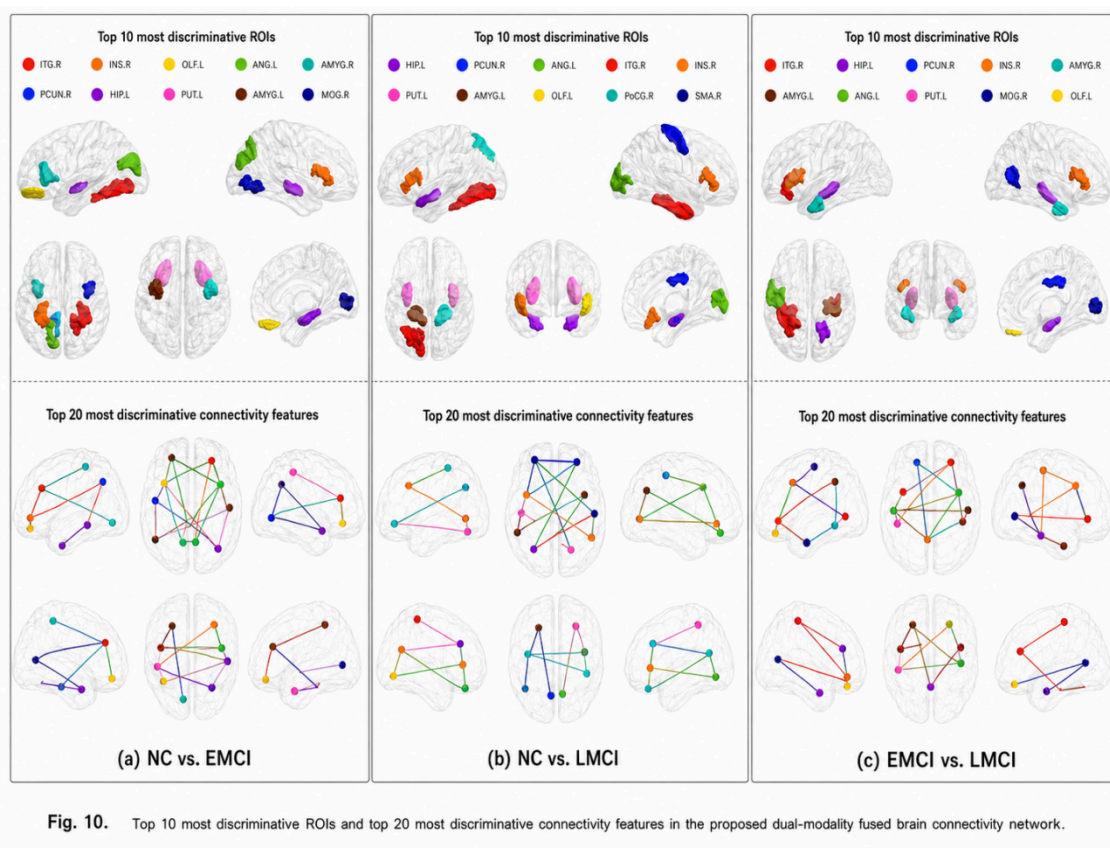 Top 10 most discriminative ROIs
ITG.R INS.R OLF.L ANG.L AMYG.R
PCUN.R HIP.L PUT.L AMYG.L MOG.R
Top 20 most discriminative connectivity features
(a) NC vs. EMCI
Top 10 most discriminative ROIs
HIP.L PCUN.R ANG.L ITG.R INS.R
PUT.L AMYG.L OLF.L PoCG.R SMA.R
Top 20 most discriminative connectivity features
(b) NC vs. LMCI
Top 10 most discriminative ROIs
ITG.R HIP.L PCUN.R INS.R AMYG.R
AMYG.L ANG.L PUT.L MOG.R OLF.L
Top 20 most discriminative connectivity features
(c) EMCI vs. LMCI
Fig. 10. Top 10 most discriminative ROIs and top 20 most discriminative connectivity features in the proposed dual-modality fused brain connectivity network.